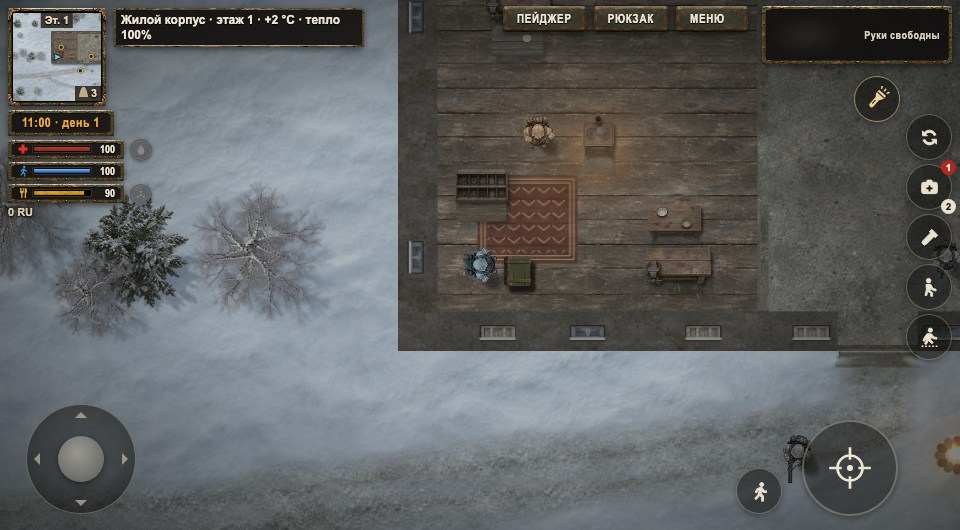 Эт. 1
3
Жилой корпус · этаж 1 · +2 °C · тепло
100%
ПЕЙДЖЕР
РЮКЗАК
МЕНЮ
Руки свободны
11:00 · день 1
100
100
90
0 RU
1
2